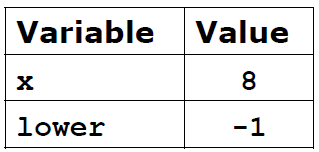 Variable Value
x 8
lower -1